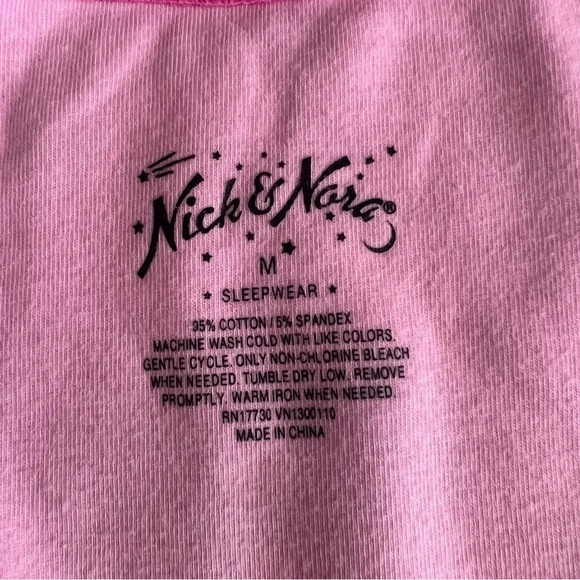 Nick & Nora®
M
SLEEPWEAR
95% COTTON / 5% SPANDEX
MACHINE WASH COLD WITH LIKE COLORS.
GENTLE CYCLE. ONLY NON-CHLORINE BLEACH
WHEN NEEDED. TUMBLE DRY LOW. REMOVE
PROMPTLY. WARM IRON WHEN NEEDED.
RN17730 VN1300110
MADE IN CHINA